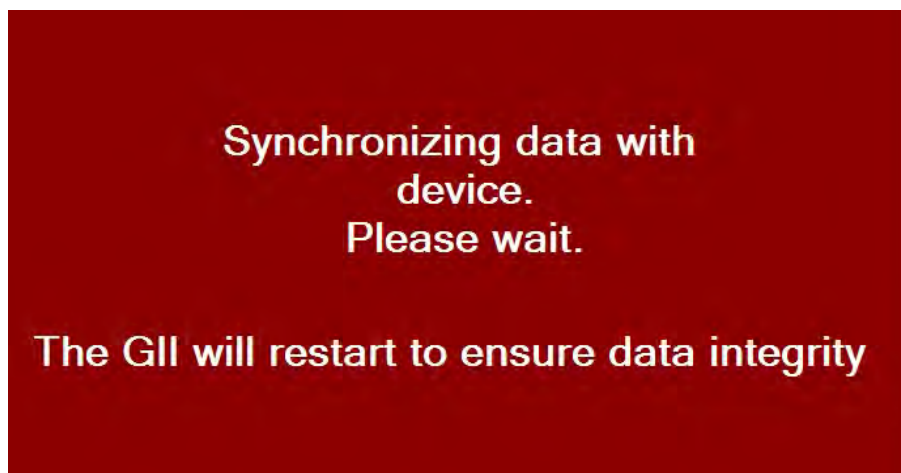 Synchronizing data with
device.
Please wait.
The GII will restart to ensure data integrity